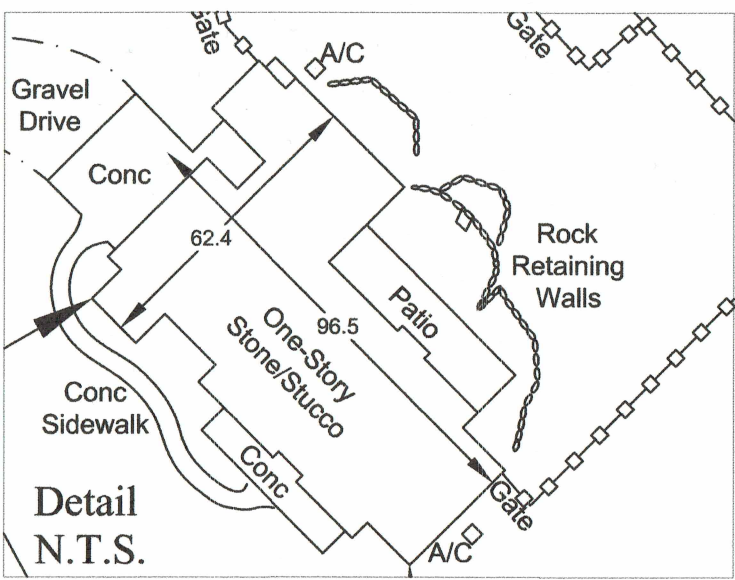 Gate
A/C
Gate
Gravel
Drive
Conc
62.4
Rock
Retaining
Walls
Patio
96.5
One-Story
Stone/Stucco
Conc
Sidewalk
Conc
Detail
N.T.S.
Gate
A/C